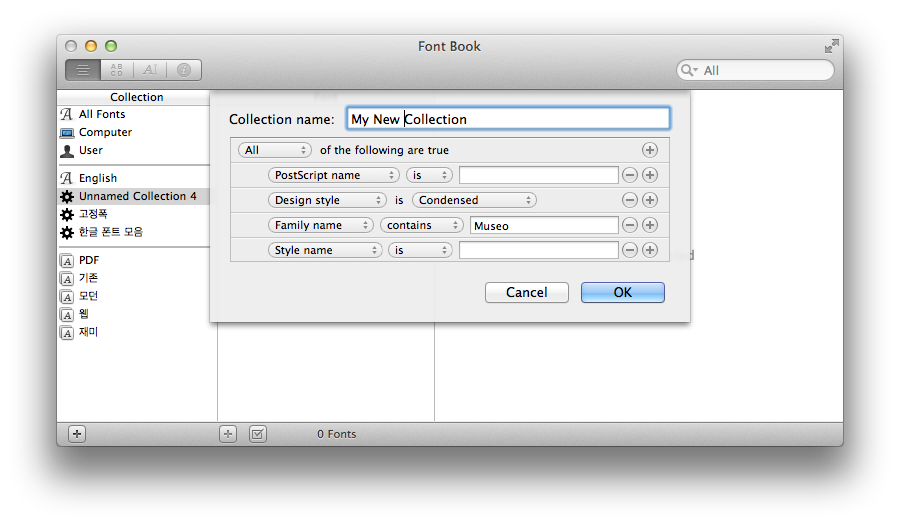 Font Book
All
Collection
All Fonts
Computer
User
English
Unnamed Collection 4
고정폭
한글 폰트 모음
PDF
기존
모던
웹
재미
Collection name: My New Collection
All of the following are true
PostScript name is
Design style is Condensed
Family name contains Museo
Style name is
Cancel OK
0 Fonts